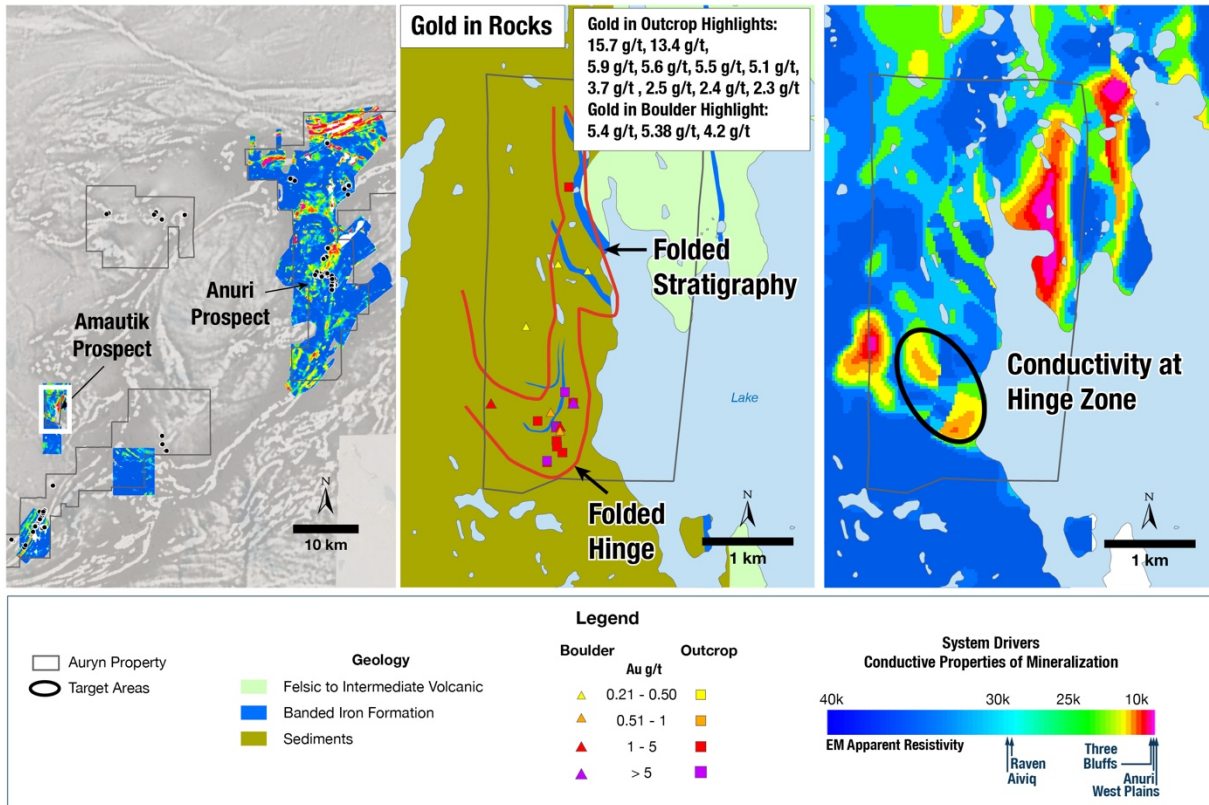 Amautik
Prospect
Anuri
Prospect
N
10 km
Gold in Rocks
Gold in Outcrop Highlights:
15.7 g/t, 13.4 g/t,
5.9 g/t, 5.6 g/t, 5.5 g/t, 5.1 g/t,
3.7 g/t , 2.5 g/t, 2.4 g/t, 2.3 g/t
Gold in Boulder Highlight:
5.4 g/t, 5.38 g/t, 4.2 g/t
Folded
Stratigraphy
Lake
Folded
Hinge
N
1 km
Conductivity at
Hinge Zone
N
1 km
Legend
Auryn Property
Target Areas
Geology
Felsic to Intermediate Volcanic
Banded Iron Formation
Sediments
Boulder Outcrop
Au g/t
0.21 - 0.50
0.51 - 1
1 - 5
> 5
System Drivers
Conductive Properties of Mineralization
40k 30k 25k 10k
EM Apparent Resistivity
Raven
Aiviq
Three
Bluffs
Anuri
West Plains